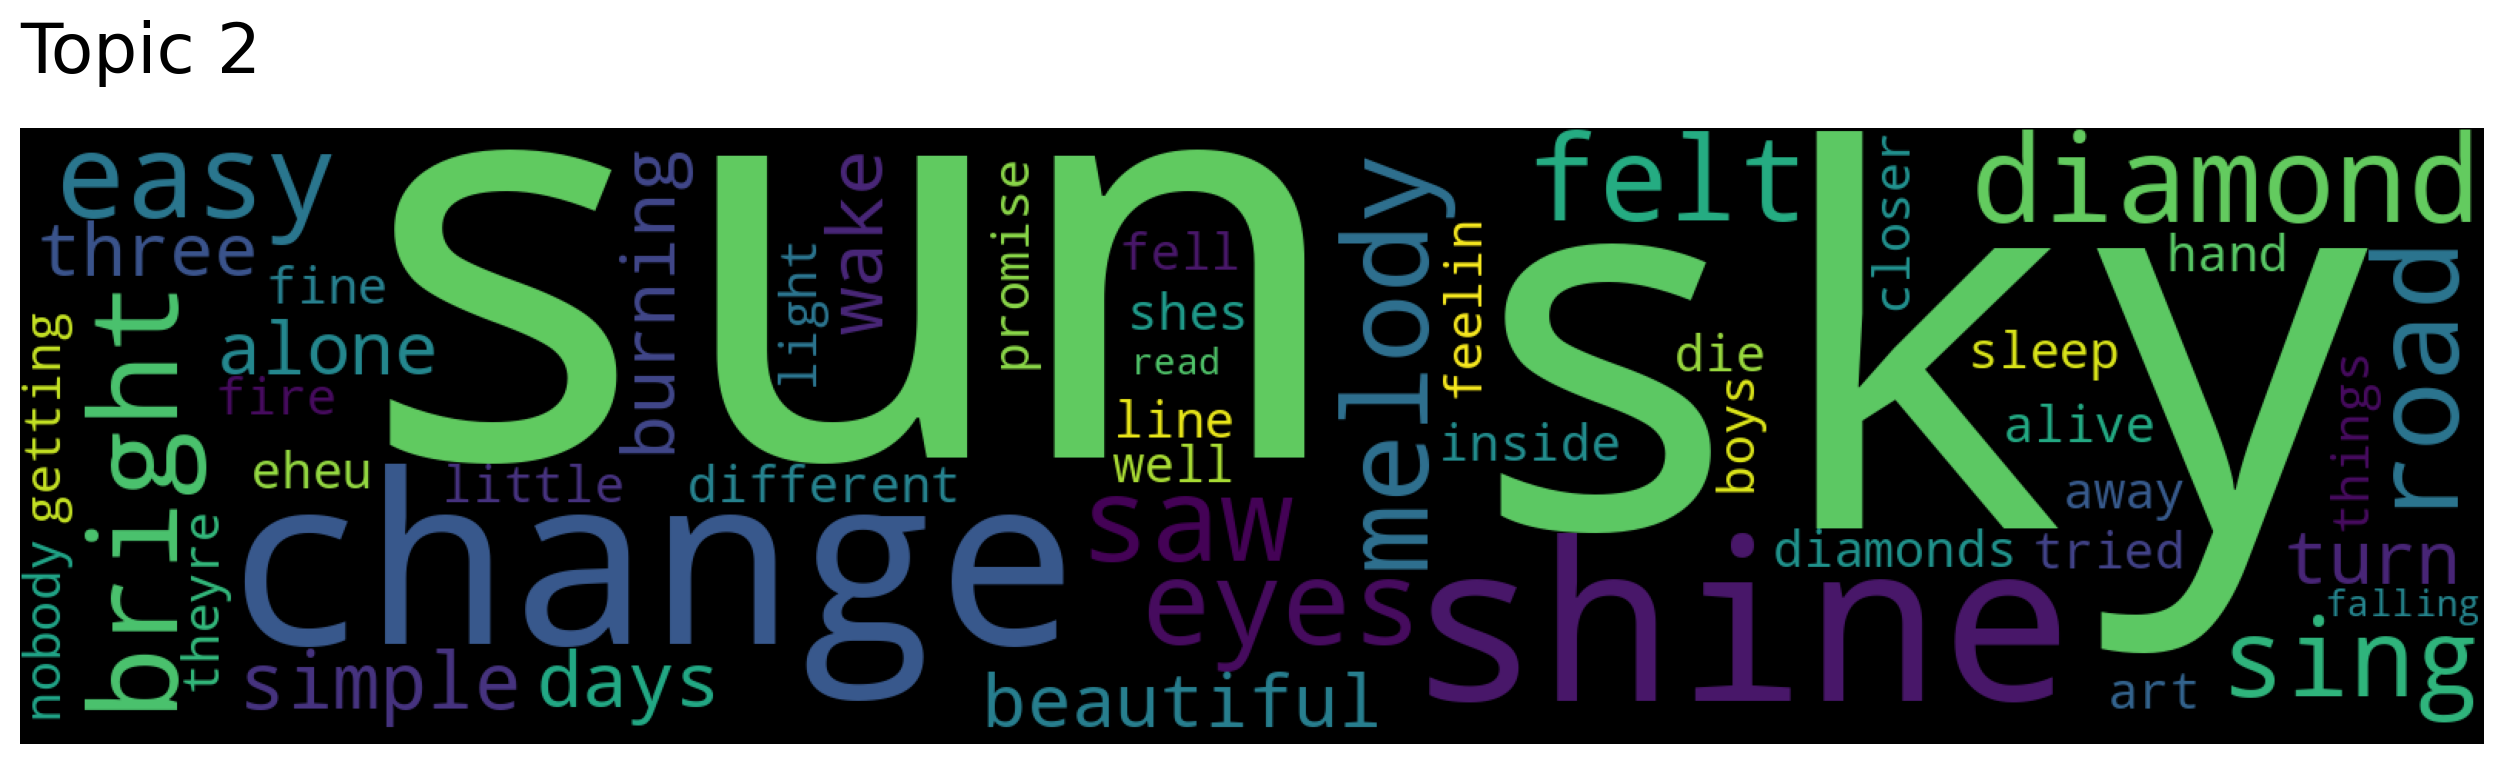 Topic 2
easy
three
fine
bright
alone
getting
fire
nobody
theyre
eheu
sun
burning
light
wake
promise
fell
shes
read
line
well
little
different
change
simple
days
saw
eyes
beautiful
melody
feelin
felt
sky
closer
diamond
hand
road
die
sleep
boys
alive
inside
things
away
diamonds
tried
turn
falling
shine
sing
art